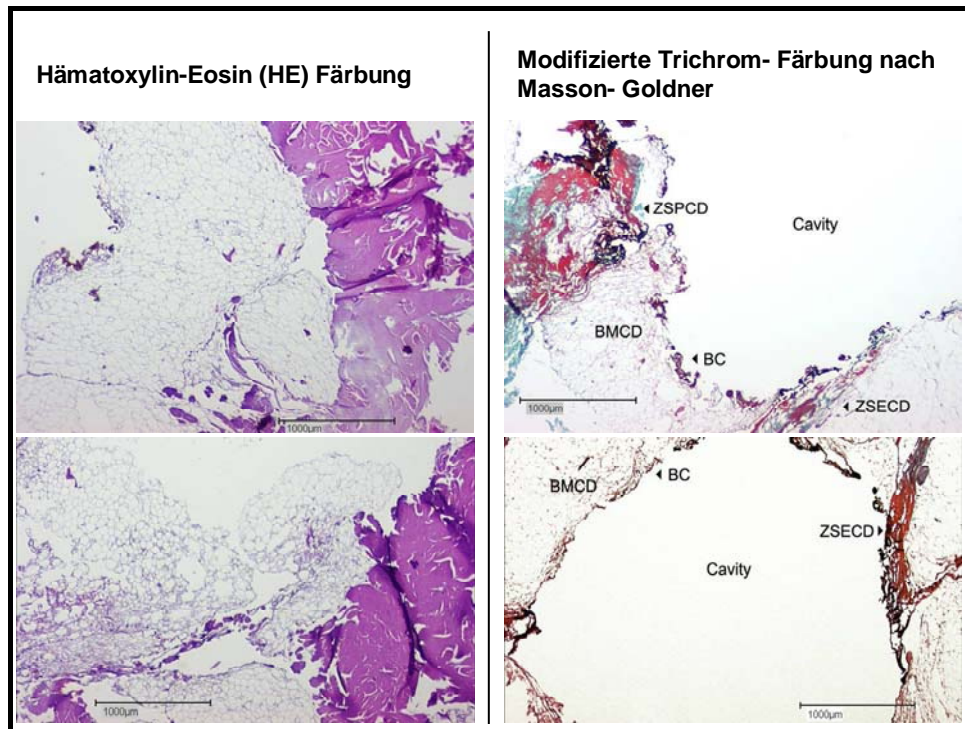 Hämatoxylin-Eosin (HE) Färbung
1000µm
1000µm
Modifizierte Trichrom- Färbung nach
Masson- Goldner
ZSPCD
Cavity
BMCD
BC
ZSECD
1000µm
BMCD
BC
ZSECD
Cavity
1000µm